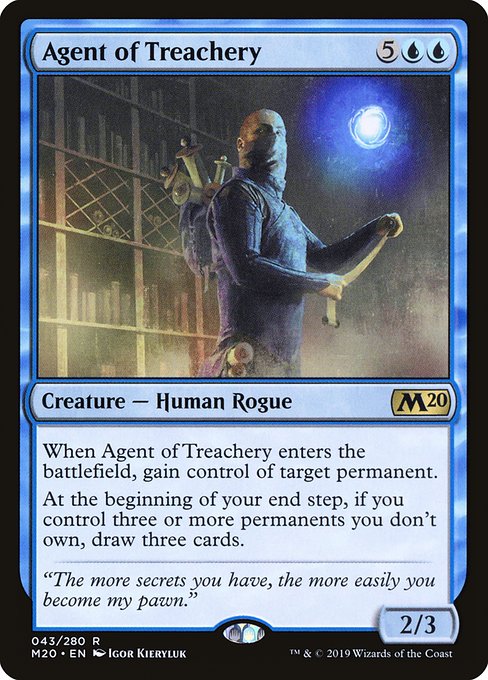 Agent of Treachery 5
Creature — Human Rogue M20
When Agent of Treachery enters the
battlefield, gain control of target permanent.
At the beginning of your end step, if you
control three or more permanents you don't
own, draw three cards.
"The more secrets you have, the more easily you
become my pawn."
2/3
043/280 R
M20 • EN Igor Kieryluk
™ & © 2019 Wizards of the Coast